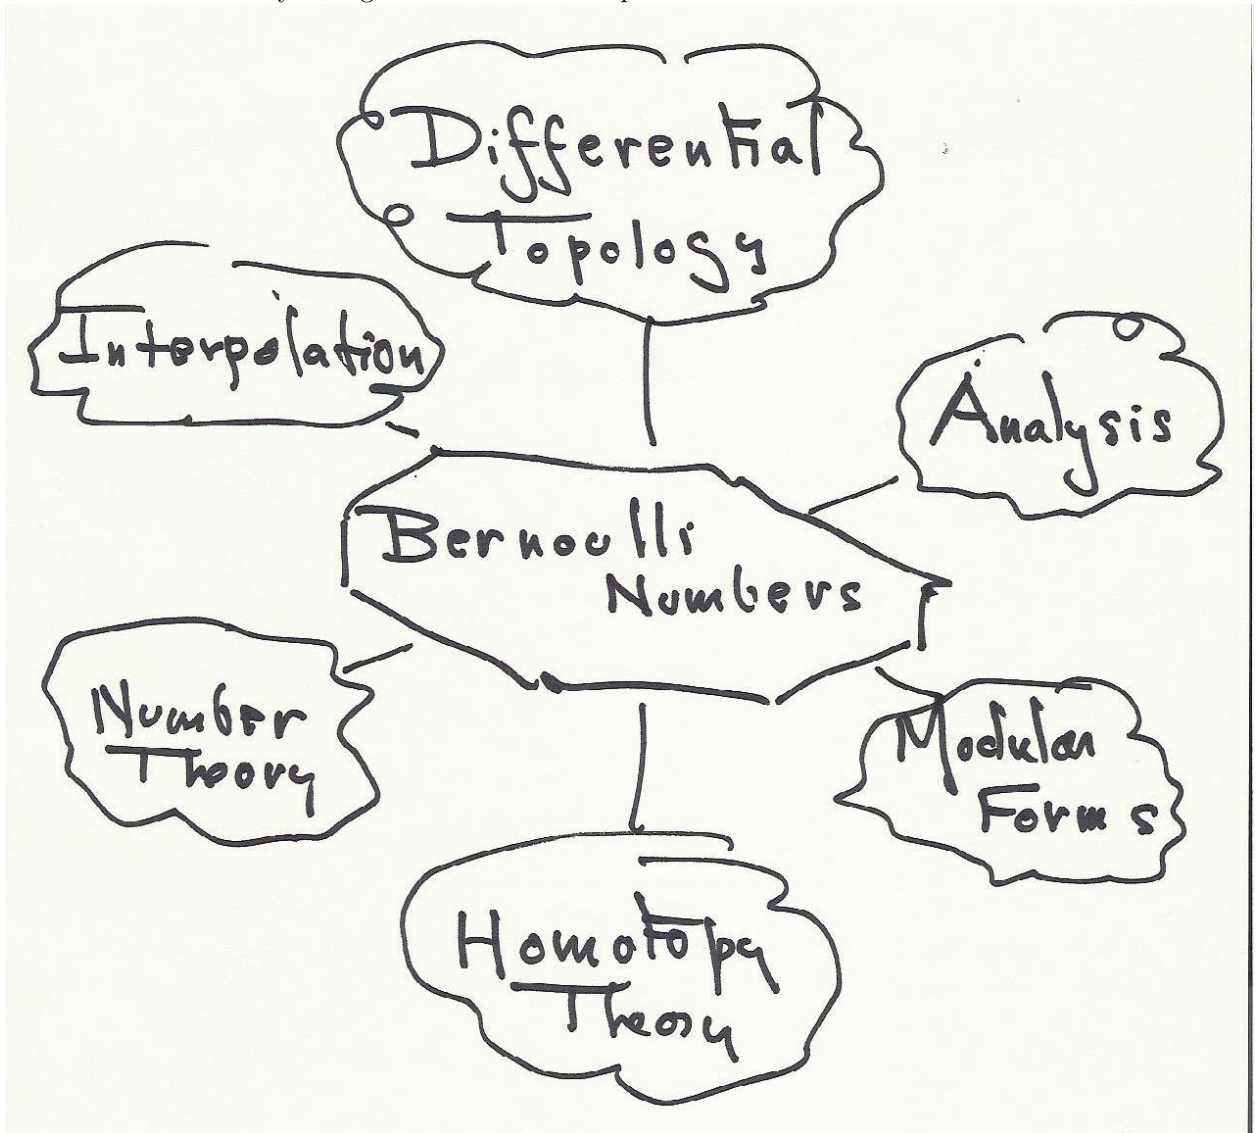 Differential
Topology
Interpolation
Analysis
Bernoulli
Numbers
Number
Theory
Modular
Forms
Homotopy
Theory